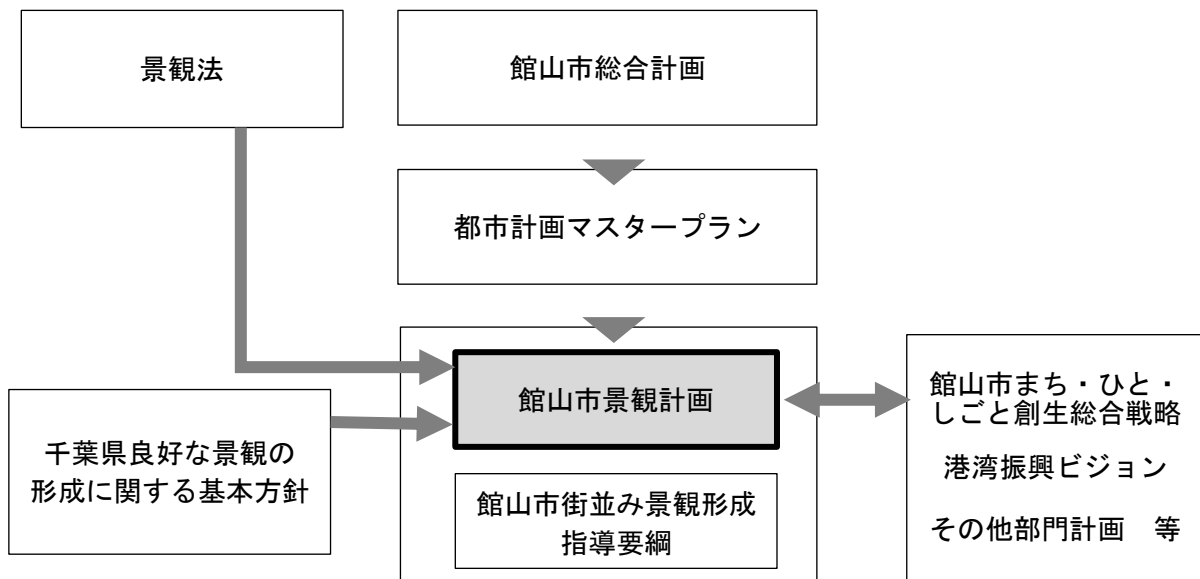 景観法
館山市総合計画
都市計画マスタープラン
館山市景観計画
館山市まち・ひと・
しごと創生総合戦略
港湾振興ビジョン
その他部門計画　等
千葉県良好な景観の
形成に関する基本方針
館山市街並み景観形成
指導要綱